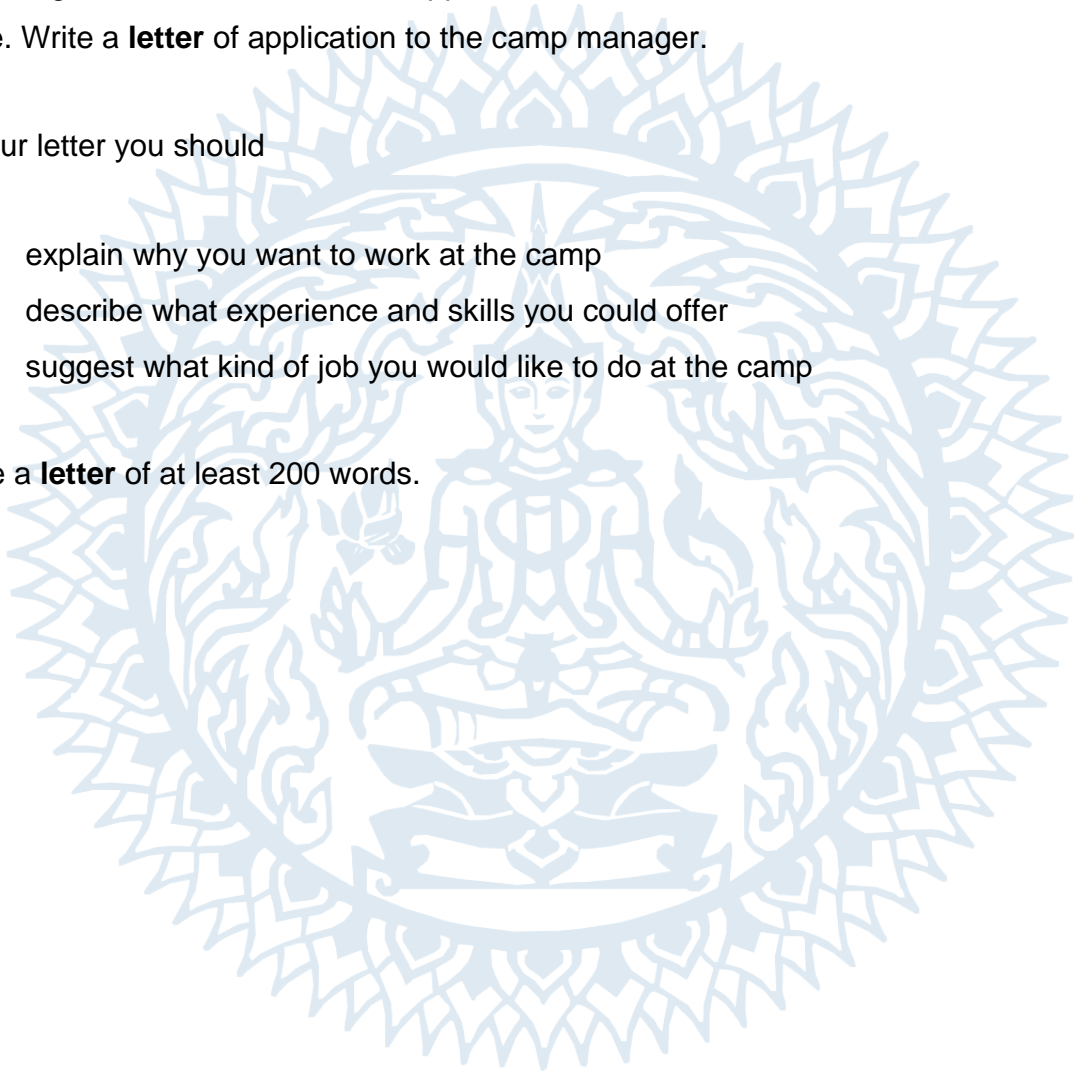 e. Write a letter of application to the camp manager.
ur letter you should
explain why you want to work at the camp
describe what experience and skills you could offer
suggest what kind of job you would like to do at the camp
e a letter of at least 200 words.